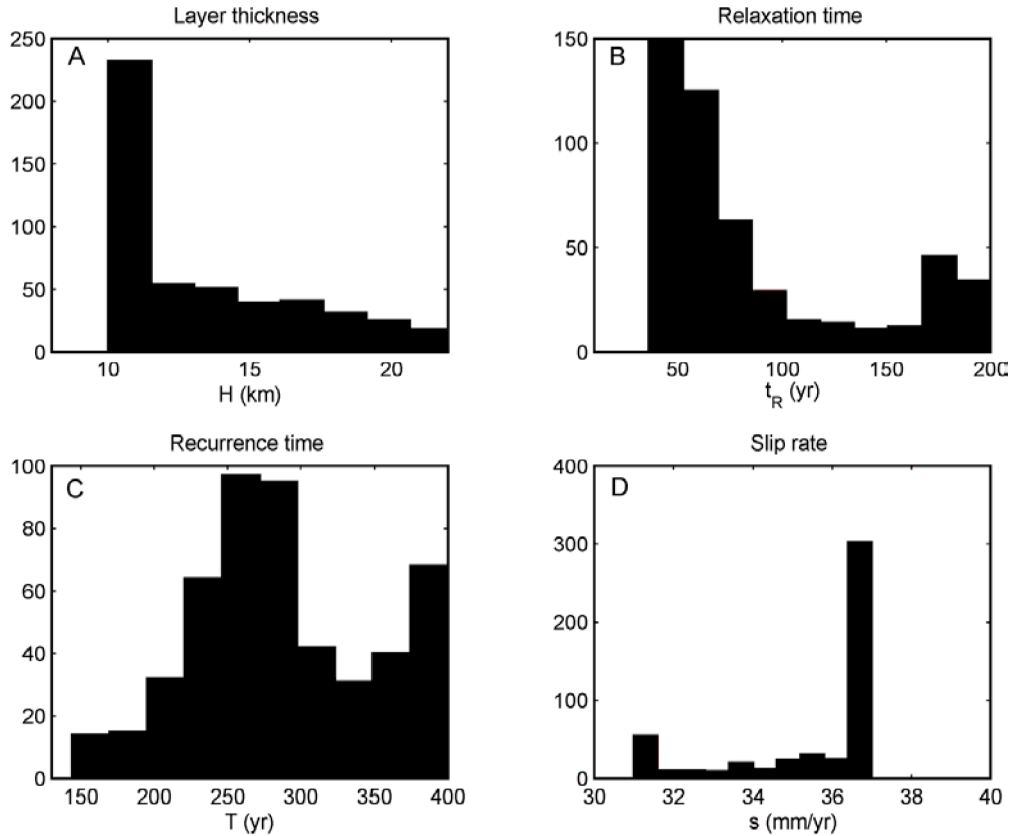 Layer thickness
A
250
200
150
100
50
0
10 15 20
H (km)
Relaxation time
B
150
100
50
0
50 100 150 200
t_R (yr)
Recurrence time
C
100
80
60
40
20
0
150 200 250 300 350 400
T (yr)
Slip rate
D
400
300
200
100
0
30 32 34 36 38 40
s (mm/yr)